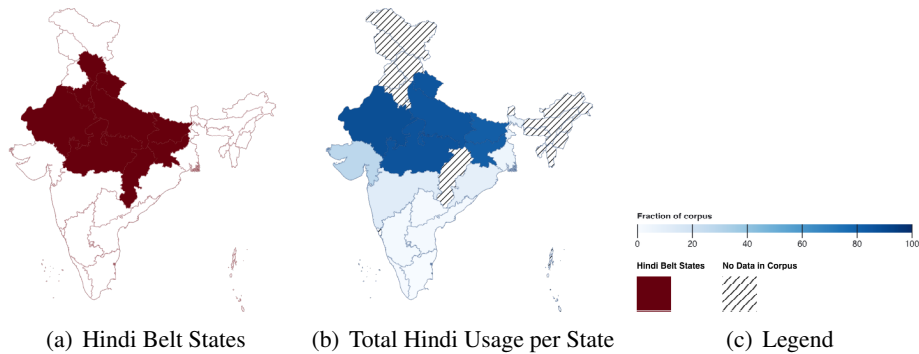 Fraction of corpus
0 20 40 60 80 100
Hindi Belt States No Data in Corpus
(a) Hindi Belt States (b) Total Hindi Usage per State (c) Legend